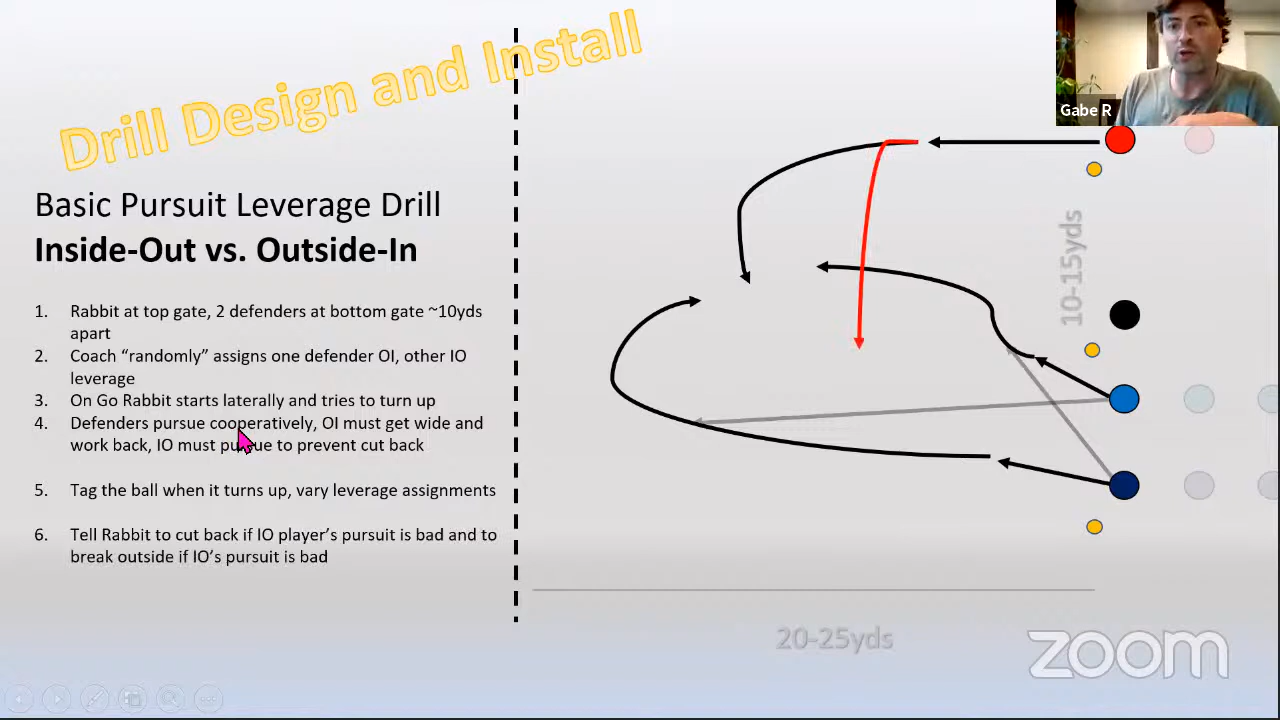 Drill Design and Install
Gabe R
Basic Pursuit Leverage Drill
Inside-Out vs. Outside-In
1. Rabbit at top gate, 2 defenders at bottom gate ~10yds
apart
2. Coach “randomly” assigns one defender OI, other IO
leverage
3. On Go Rabbit starts laterally and tries to turn up
4. Defenders pursue cooperatively, OI must get wide and
work back, IO must pursue to prevent cut back
5. Tag the ball when it turns up, vary leverage assignments
6. Tell Rabbit to cut back if IO player’s pursuit is bad and to
break outside if IO’s pursuit is bad
10-15yds
20-25yds
zoom